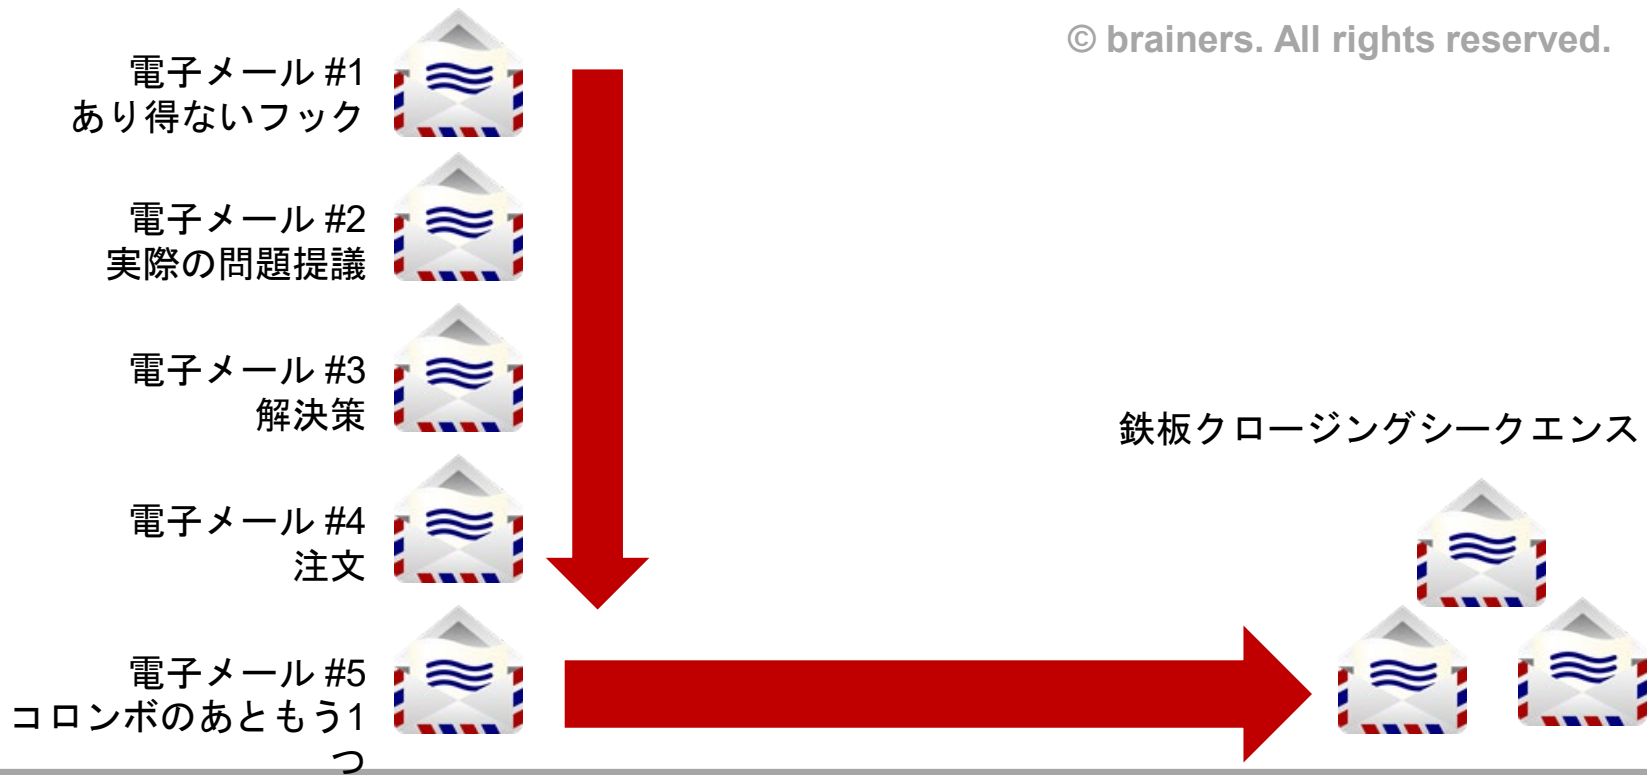 © brainers. All rights reserved.
電子メール #1
あり得ないフック
電子メール #2
実際の問題提議
電子メール #3
解決策
鉄板クロージングシークエンス
電子メール #4
注文
電子メール #5
コロンボのあともう1
つ